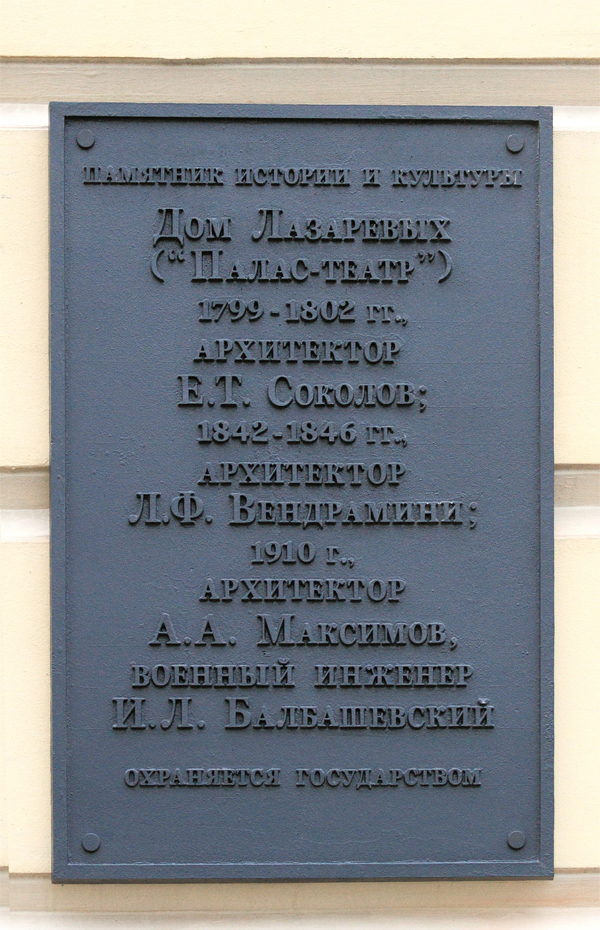 ПАМЯТНИК ИСТОРИИ И КУЛЬТУРЫ
ДОМ ЛАЗАРЕВЫХ
(“ПАЛАС-ТЕАТР”)
1799-1802 гг.,
АРХИТЕКТОР
Е.Т. СОКОЛОВ;
1842-1846 гг.,
АРХИТЕКТОР
Л.Ф. ВЕНДРАМИНИ;
1910 г.,
АРХИТЕКТОР
А.А. МАКСИМОВ,
ВОЕННЫЙ ИНЖЕНЕР
И.Л. БАЛБАШЕВСКИЙ
ОХРАНЯЕТСЯ ГОСУДАРСТВОМ